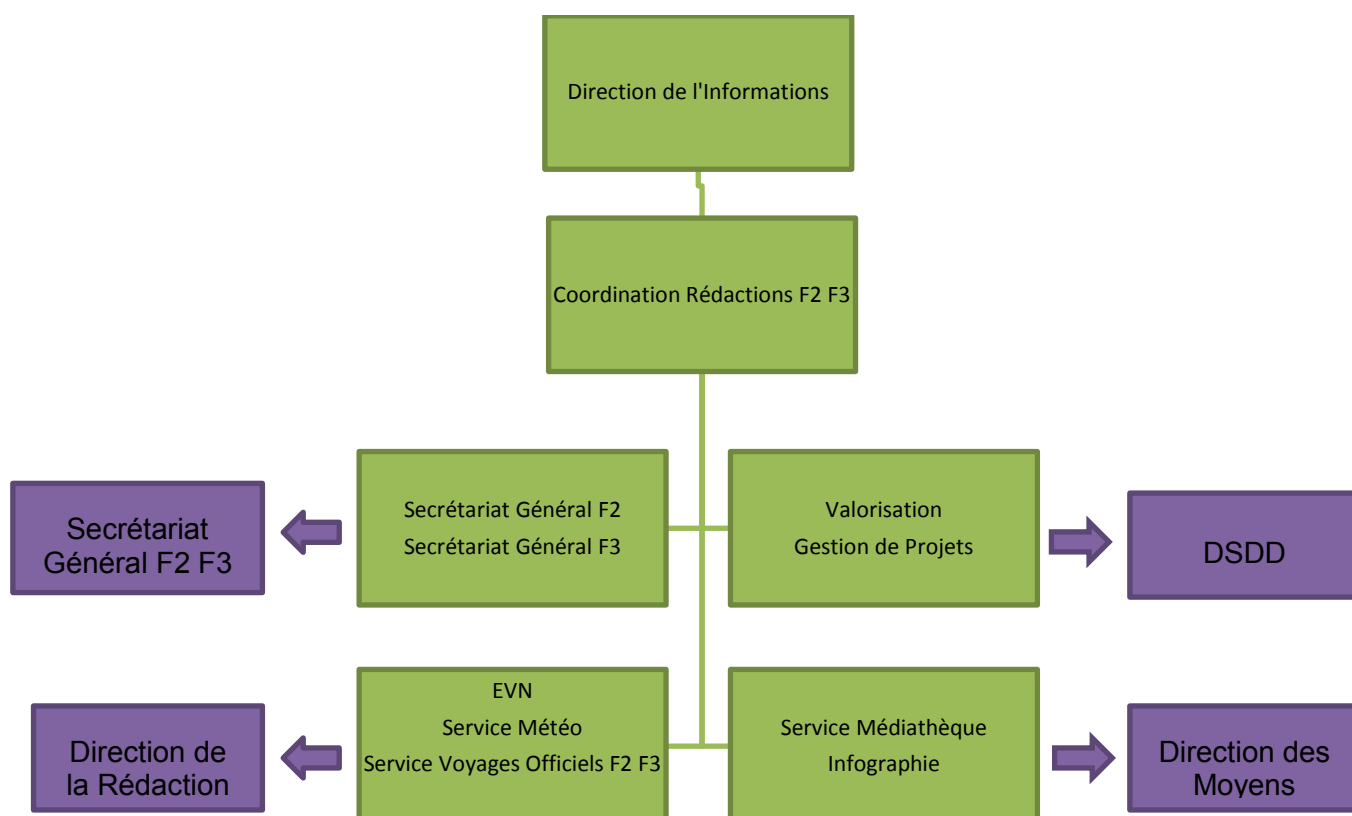 Direction de l'Informations
Coordination Rédactions F2 F3
Secrétariat Général F2
Secrétariat Général F3
Valorisation
Gestion de Projets
Secrétariat
Général F2 F3
DSDD
EVN
Service Météo
Service Voyages Officiels F2 F3
Service Médiathèque
Infographie
Direction de
la Rédaction
Direction des
Moyens